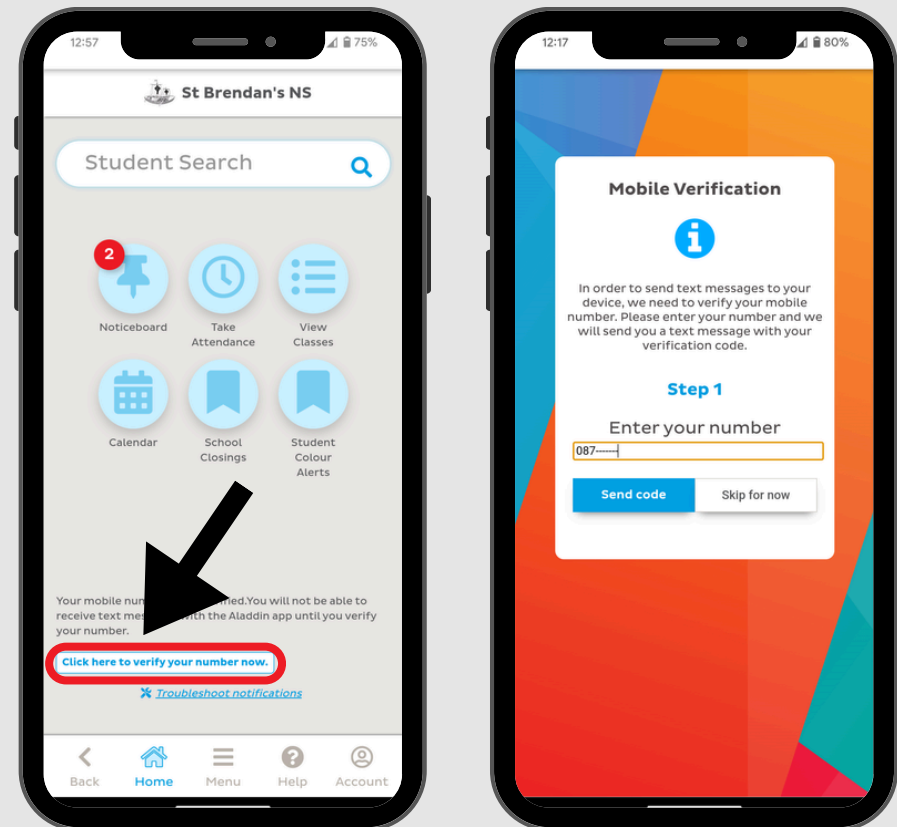 12:57
75%
St Brendan's NS
Student Search
2
Noticeboard
Take
Attendance
View
Classes
Calendar
School
Closings
Student
Colour
Alerts
Your mobile You will not be able to
receive text with the Aladdin app until you verify
your number.
Click here to verify your number now.
Troubleshoot notifications
Back
Home
Menu
Help
Account
12:17
80%
Mobile Verification
In order to send text messages to your
device, we need to verify your mobile
number. Please enter your number and we
will send you a text message with your
verification code.
Step 1
Enter your number
087-------
Send code
Skip for now